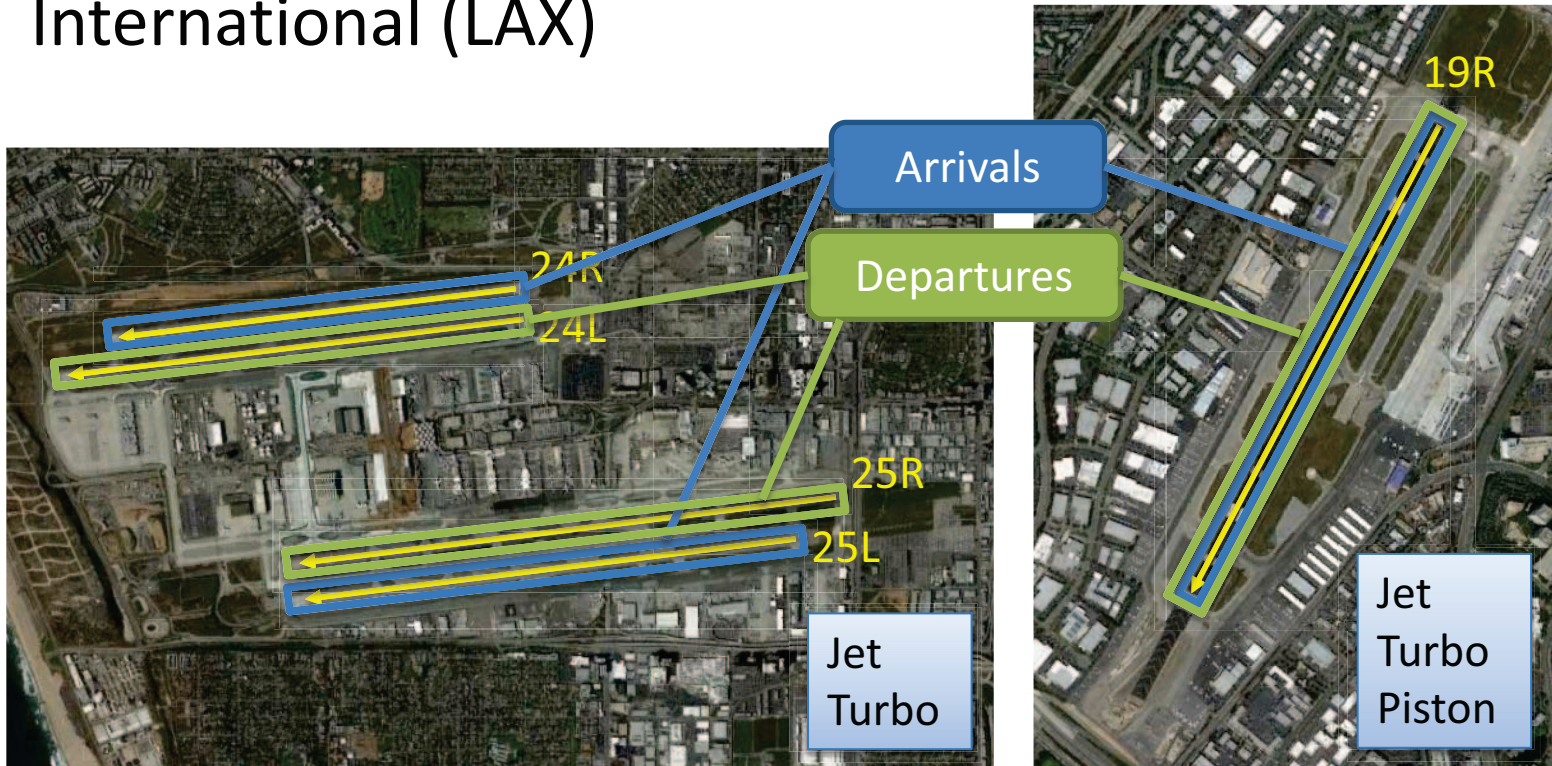 International (LAX)
19R
Arrivals
Departures
24R
24L
25R
25L
Jet
Turbo
Jet
Turbo
Piston